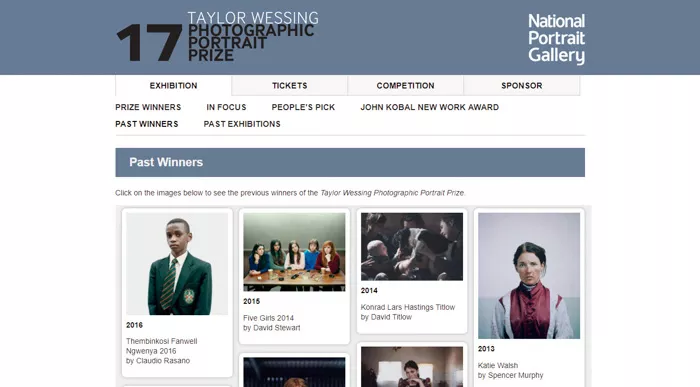 17
TAYLOR WESSING
PHOTOGRAPHIC
PORTRAIT
PRIZE
National
Portrait
Gallery
EXHIBITION
TICKETS
COMPETITION
SPONSOR
PRIZE WINNERS
IN FOCUS
PEOPLE'S PICK
JOHN KOBAL NEW WORK AWARD
PAST WINNERS
PAST EXHIBITIONS
Past Winners
Click on the images below to see the previous winners of the Taylor Wessing Photographic Portrait Prize.
2016
Thembinkosi Fanwell
Ngwenya 2016
by Claudio Rasano
2015
Five Girls 2014
by David Stewart
2014
Konrad Lars Hastings Titlow
by David Titlow
2013
Katie Walsh
by Spencer Murphy